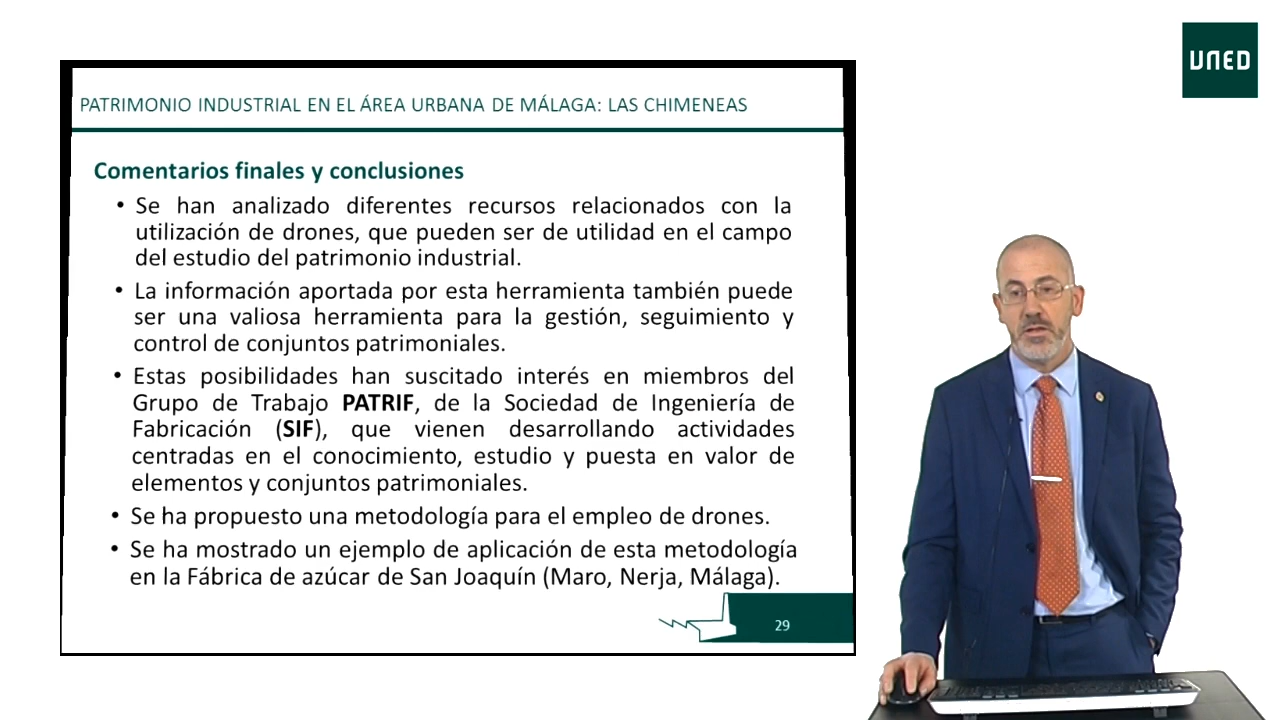 UNED
PATRIMONIO INDUSTRIAL EN EL ÁREA URBANA DE MÁLAGA: LAS CHIMENEAS
Comentarios finales y conclusiones
• Se han analizado diferentes recursos relacionados con la
utilización de drones, que pueden ser de utilidad en el campo
del estudio del patrimonio industrial.
• La información aportada por esta herramienta también puede
ser una valiosa herramienta para la gestión, seguimiento y
control de conjuntos patrimoniales.
• Estas posibilidades han suscitado interés en miembros del
Grupo de Trabajo PATRIF, de la Sociedad de Ingeniería de
Fabricación (SIF), que vienen desarrollando actividades
centradas en el conocimiento, estudio y puesta en valor de
elementos y conjuntos patrimoniales.
• Se ha propuesto una metodología para el empleo de drones.
• Se ha mostrado un ejemplo de aplicación de esta metodología
en la Fábrica de azúcar de San Joaquín (Maro, Nerja, Málaga).
29